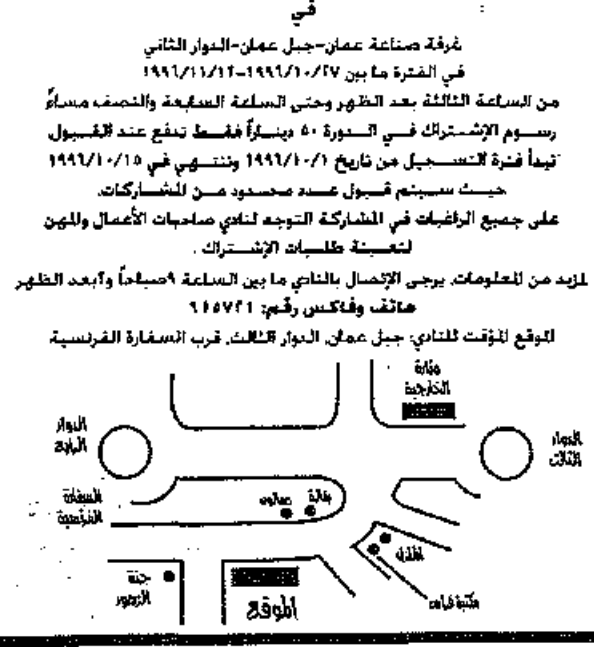 في
غرفة صناعة عمان-جبل عمان-الدوار الثاني
في الفترة ما بين ١٩٩٦/١٠/٢٧-١٩٩٦/١١/١٢
من الساعة الثالثة بعد الظهر وحتى الساعة السابعة والنصف مساءً
رسوم الإشتراك في الدورة ٥٠ ديناراً فقط تدفع عند القبول
تبدأ فترة التسجيل من تاريخ ١٩٩٦/١٠/١ وتنتهي في ١٩٩٦/١٠/١٥
حيث سيتم قبول عدد محدود من المشاركات.
على جميع الراغبات في المشاركة التوجه لنادي صاحبات الأعمال والمهن
لتعبئة طلبات الإشتراك .
لمزيد من المعلومات، يرجى الإتصال بالنادي ما بين الساعة ٩صباحاً و٢بعد الظهر
هاتف وفاكس رقم:
الموقع المؤقت للنادي: جبل عمان، الدوار الثالث، قرب السفارة الفرنسية
وزارة
الخارجية
الدوار
الثالث
الدوار
الرابع
بقالة
صالون
السفارة
الفرنسية
جنة
الزهور
الموقع
مكتبة